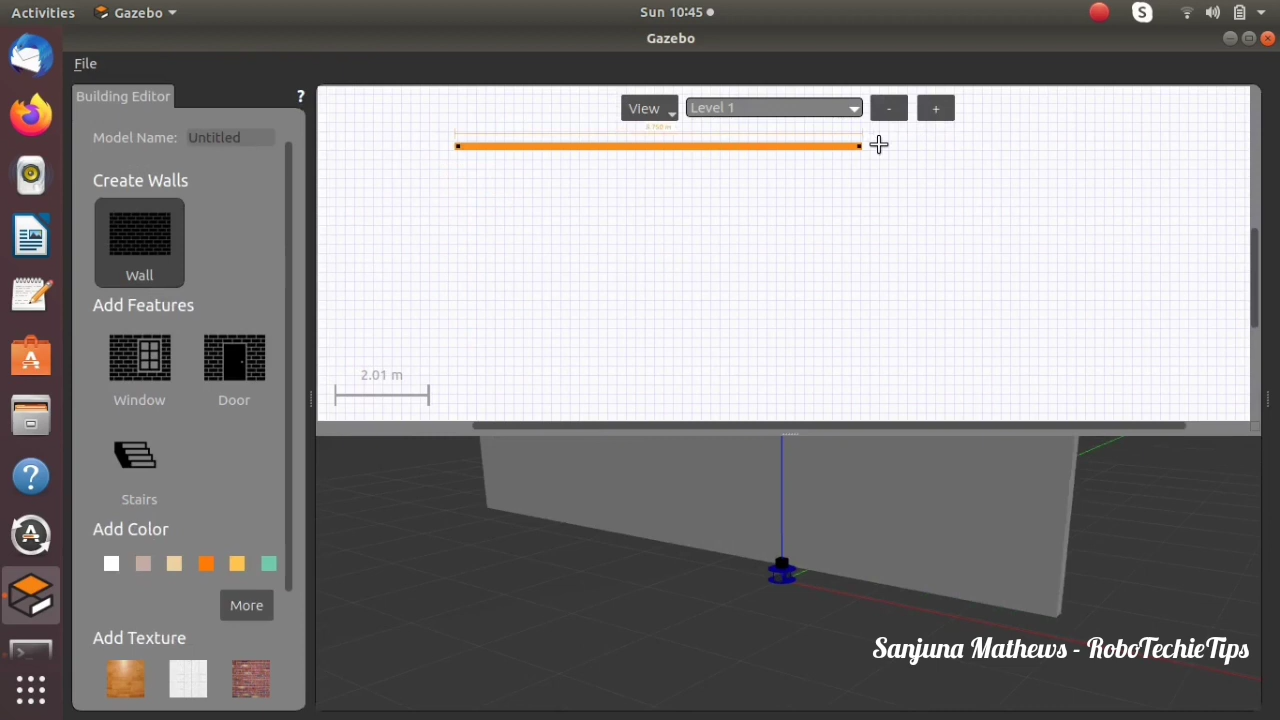 Activities
Gazebo
Sun 10:45
S
Gazebo
File
Building Editor
?
View
Level 1
-
+
Model Name:
Untitled
Create Walls
Wall
Add Features
Window
Door
2.01 m
Stairs
Add Color
More
Add Texture
Sanjuna Mathews - RoboTechieTips